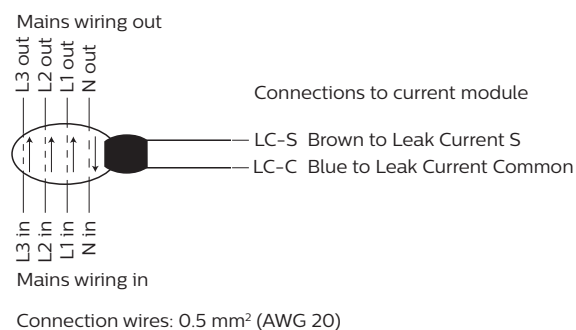 Mains wiring out
L3 out
L2 out
L1 out
N out
Connections to current module
LC-S Brown to Leak Current S
LC-C Blue to Leak Current Common
L3 in
L2 in
L1 in
N in
Mains wiring in
Connection wires: 0.5 mm² (AWG 20)